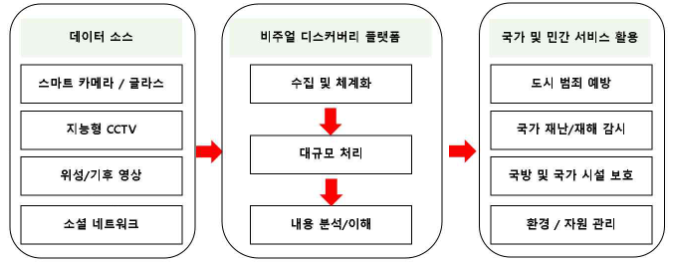 데이터 소스
스마트 카메라 / 글라스
지능형 CCTV
위성/기후 영상
소셜 네트워크
비주얼 디스커버리 플랫폼
수집 및 체계화
대규모 처리
내용 분석/이해
국가 및 민간 서비스 활용
도시 범죄 예방
국가 재난/재해 감시
국방 및 국가 시설 보호
환경 / 자원 관리